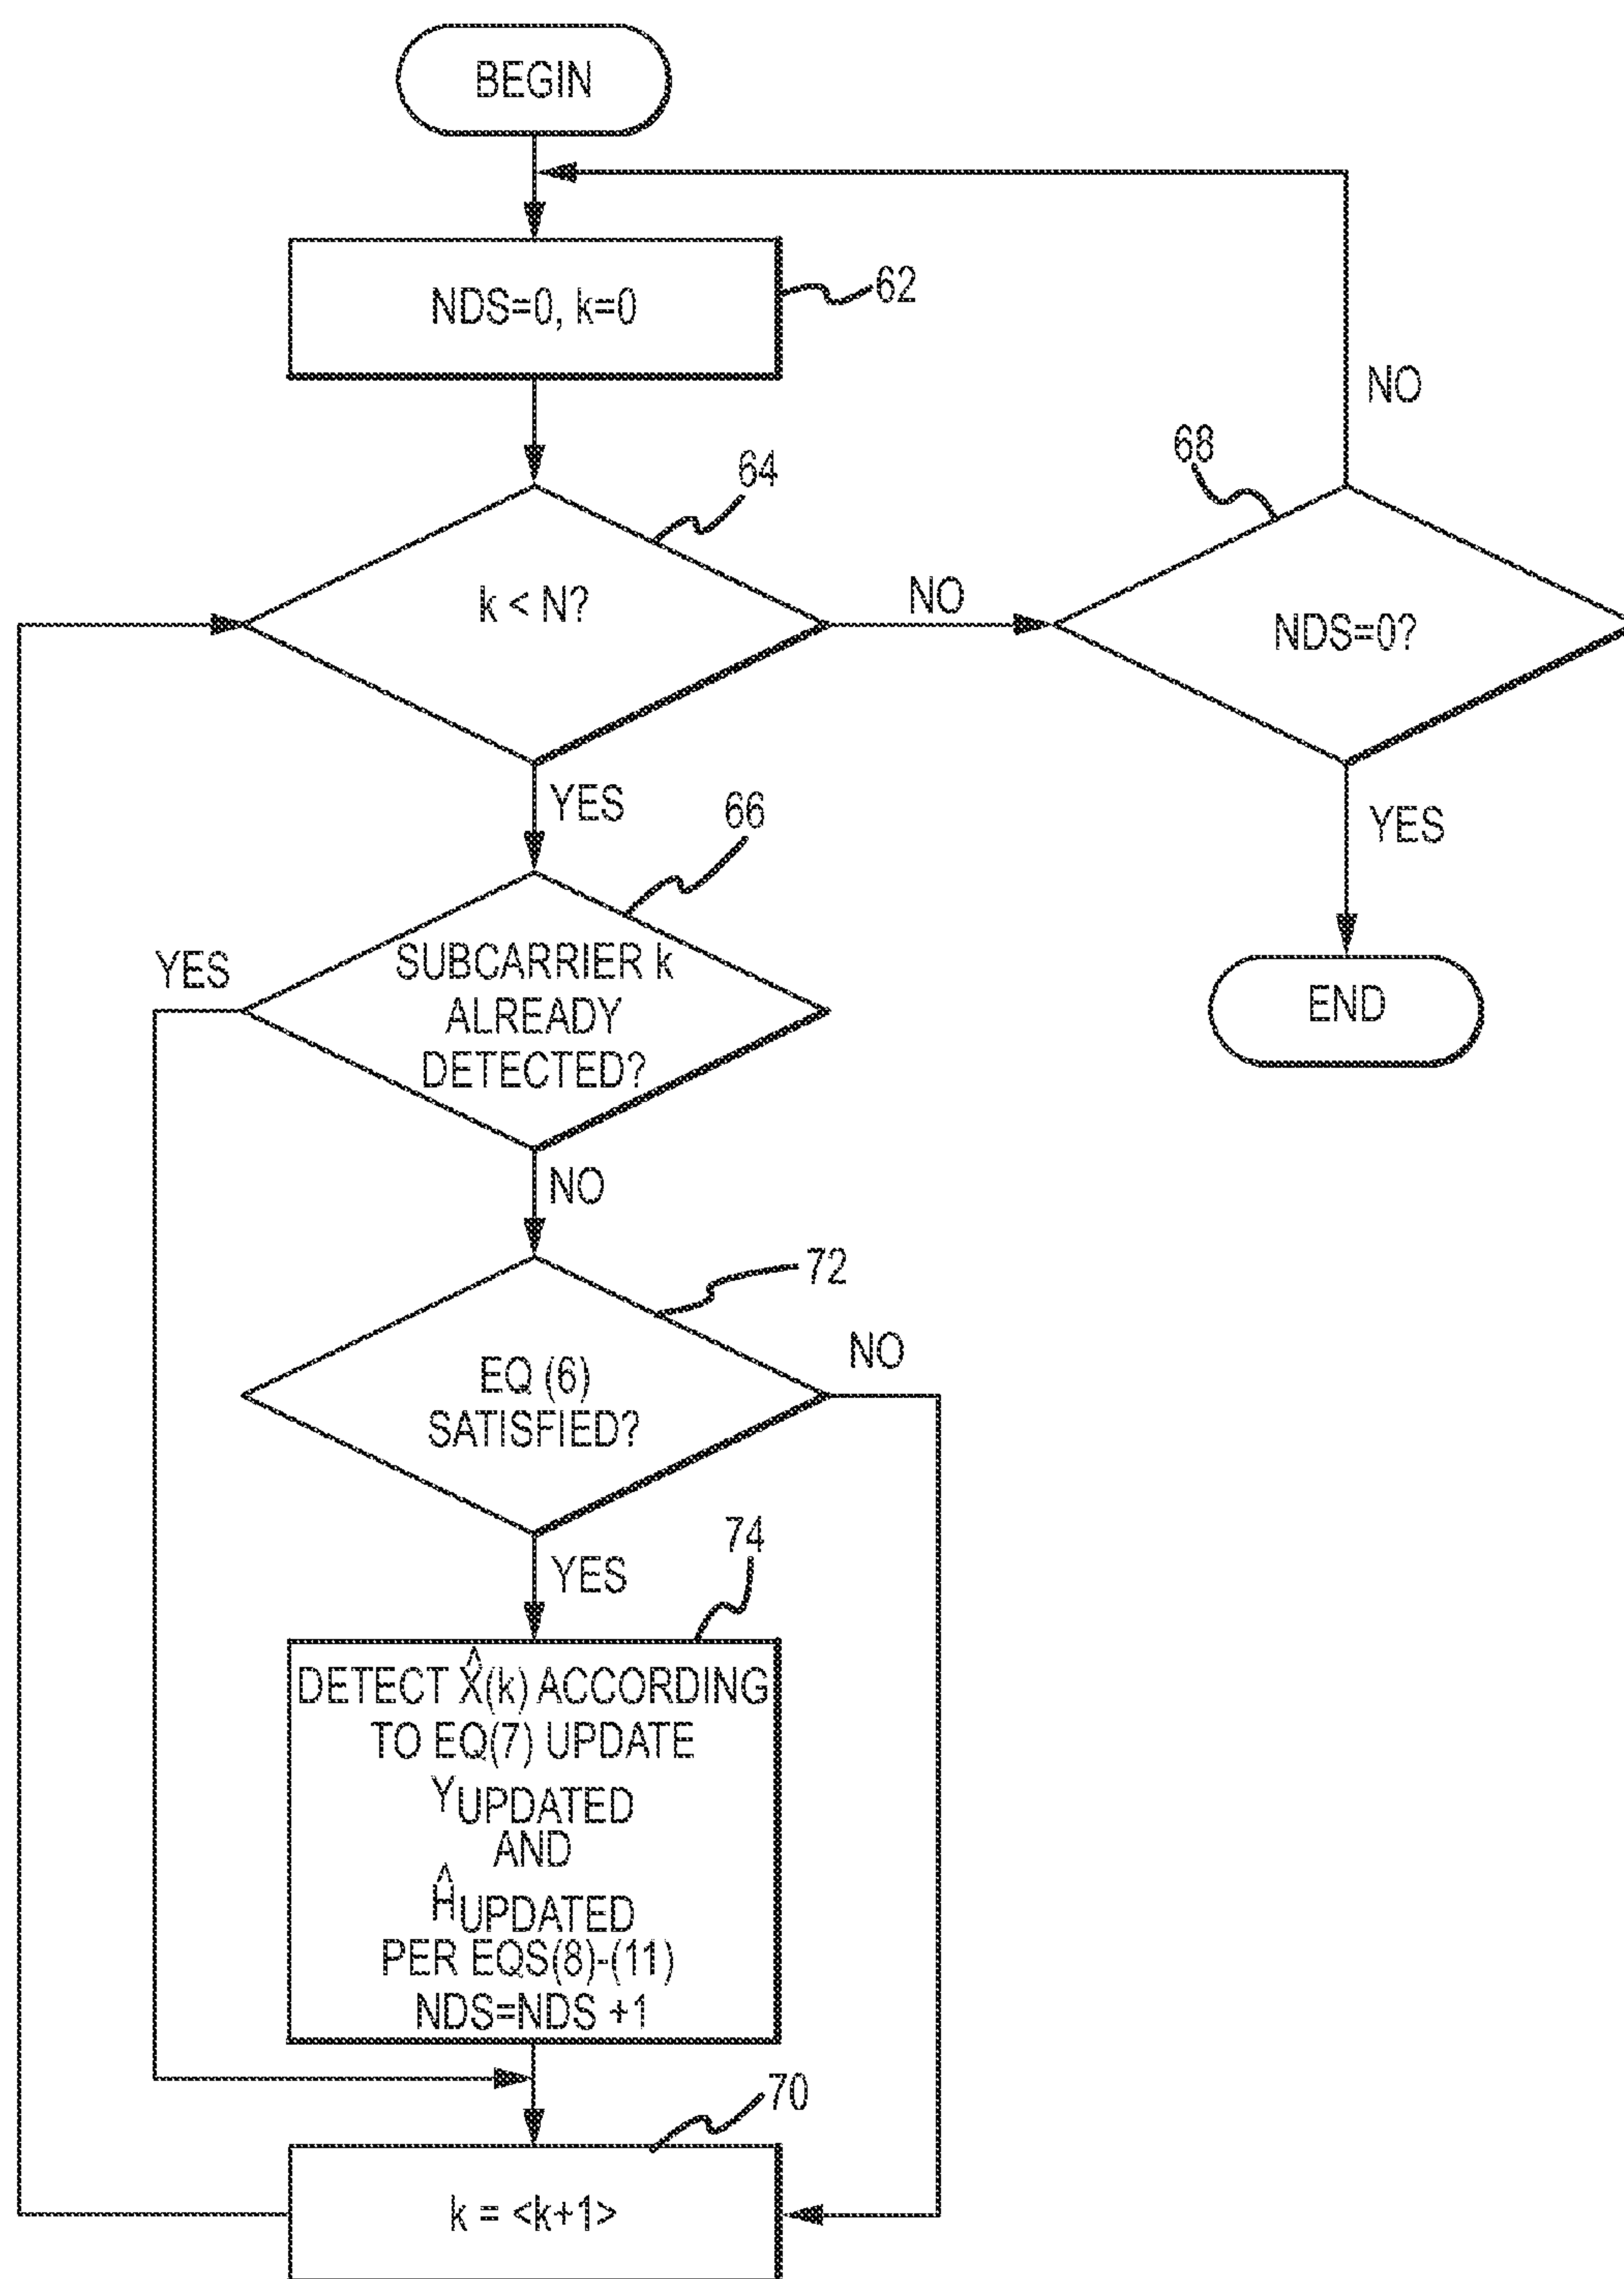 BEGIN
NDS=0, k=0
62
NO
64
68
k < N?
NO
NDS=0?
YES
YES
66
YES
SUBCARRIER k
ALREADY
DETECTED?
END
NO
72
NO
EQ (6)
SATISFIED?
74
YES
DETECT X̂(k) ACCORDING
TO EQ(7) UPDATE
YUPDATED
AND
ĤUPDATED
PER EQS(8)-(11)
NDS=NDS +1
70
k = <k+1>